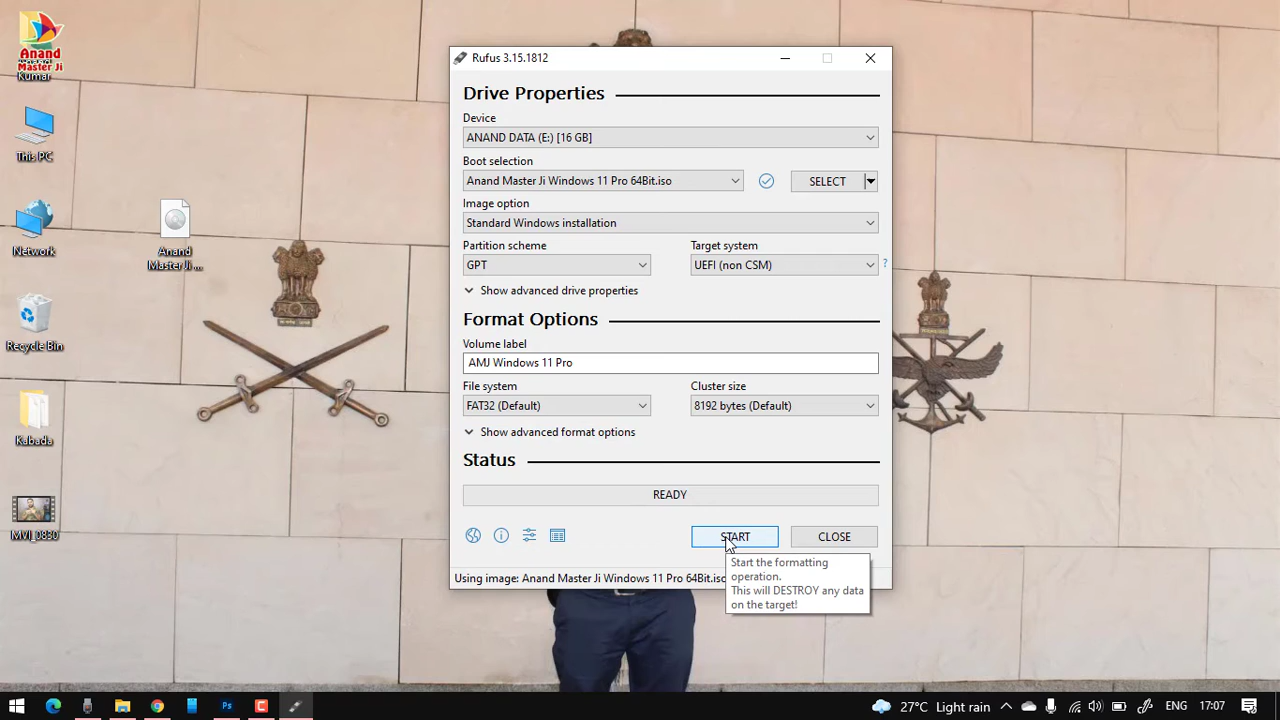 Anand
Master Ji
Kumar
This PC
Network
Recycle Bin
Kabada
MVI_0830
Anand
Master Ji ...
Rufus 3.15.1812
Drive Properties
Device
ANAND DATA (E:) [16 GB]
Boot selection
Anand Master Ji Windows 11 Pro 64Bit.iso
SELECT
Image option
Standard Windows installation
Partition scheme
Target system
GPT
UEFI (non CSM)
?
Show advanced drive properties
Format Options
Volume label
AMJ Windows 11 Pro
File system
Cluster size
FAT32 (Default)
8192 bytes (Default)
Show advanced format options
Status
READY
START
CLOSE
Using image: Anand Master Ji Windows 11 Pro 64Bit.iso
Start the formatting
operation.
This will DESTROY any data
on the target!
27°C Light rain
ENG
17:07